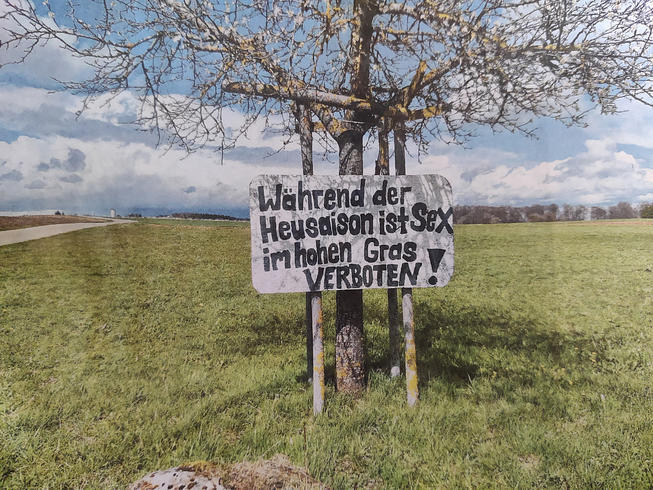 Während der
Heusaison ist Sex
im hohen Gras
VERBOTEN!